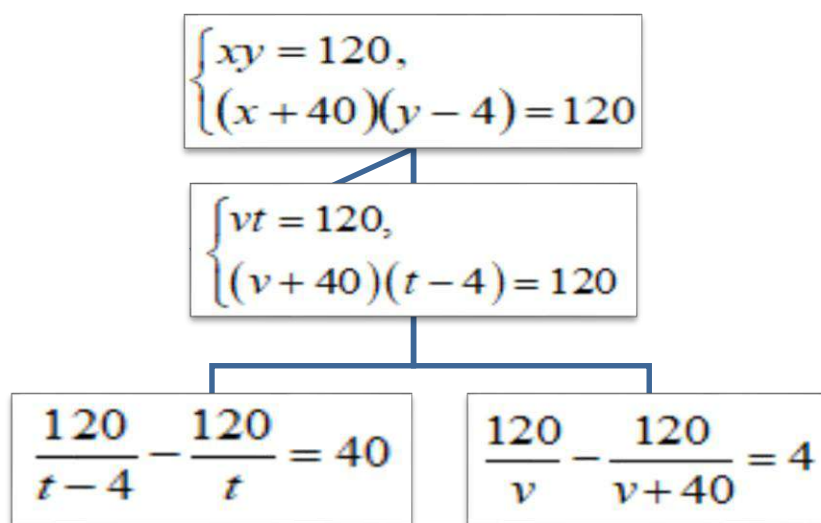 {xy = 120,
(x + 40)(y − 4) = 120
{vt = 120,
(v + 40)(t − 4) = 120
120/(t − 4) − 120/t = 40
120/v − 120/(v + 40) = 4